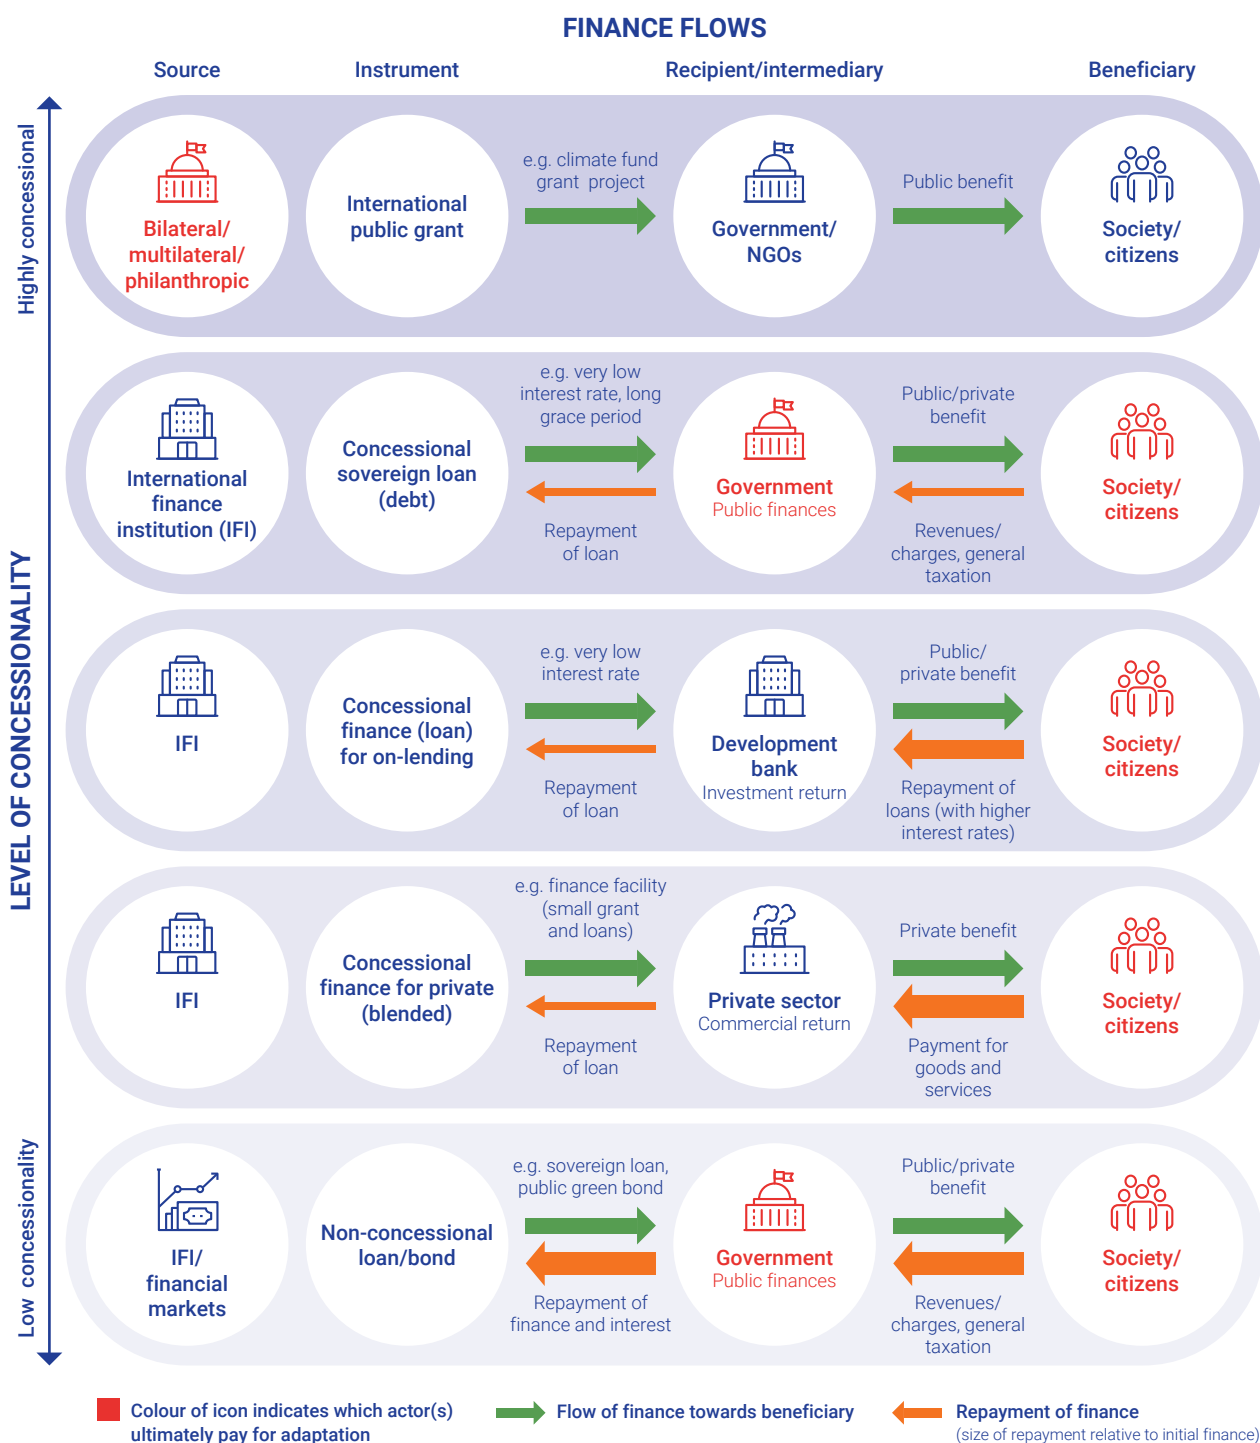 FINANCE FLOWS
Source
Instrument
Recipient/intermediary
Beneficiary
LEVEL OF CONCESSIONALITY
Highly concessional
Bilateral/
multilateral/
philanthropic
International
public grant
e.g. climate fund
grant project
Government/
NGOs
Public benefit
Society/
citizens
International
finance
institution (IFI)
Concessional
sovereign loan
(debt)
e.g. very low
interest rate, long
grace period
Repayment
of loan
Government
Public finances
Public/private
benefit
Revenues/
charges, general
taxation
Society/
citizens
IFI
Concessional
finance (loan)
for on-lending
e.g. very low
interest rate
Repayment
of loan
Development
bank
Investment return
Public/
private benefit
Repayment of
loans (with higher
interest rates)
Society/
citizens
IFI
Concessional
finance for private
(blended)
e.g. finance facility
(small grant
and loans)
Repayment
of loan
Private sector
Commercial return
Private benefit
Payment for
goods and
services
Society/
citizens
Low concessionality
IFI/
financial
markets
Non-concessional
loan/bond
e.g. sovereign loan,
public green bond
Repayment of
finance and interest
Government
Public finances
Public/private
benefit
Revenues/
charges, general
taxation
Society/
citizens
Colour of icon indicates which actor(s)
ultimately pay for adaptation
Flow of finance towards beneficiary
Repayment of finance
(size of repayment relative to initial finance)